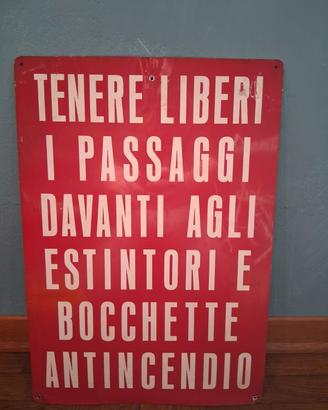 TENERE LIBERI
I PASSAGGI
DAVANTI AGLI
ESTINTORI E
BOCCHETTE
ANTINCENDIO